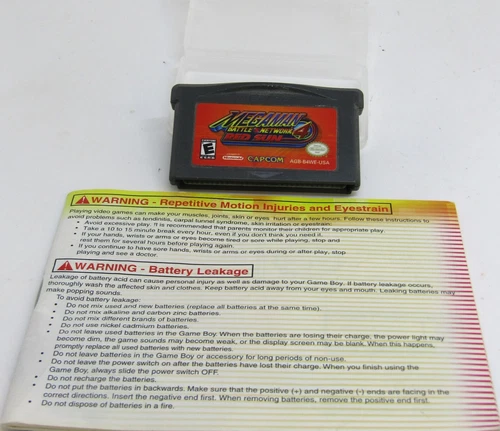 MEGAMAN
BATTLE NETWORK 4
RED SUN
E
Nintendo
CAPCOM
AGB-B4WE-USA
WARNING - Repetitive Motion Injuries and Eyestrain
Playing video games can make your muscles, joints, skin or eyes hurt after a few hours. Follow these instructions to
avoid problems such as tendinitis, carpal tunnel syndrome, skin irritation or eyestrain:
• Avoid excessive play. It is recommended that parents monitor their children for appropriate play.
• Take a 10 to 15 minute break every hour, even if you don't think you need it.
• If your hands, wrists or arms or eyes become tired or sore while playing, stop and
rest them for several hours before playing again.
• If you continue to have sore hands, wrists or arms or eyes during or after play, stop
playing and see a doctor.
WARNING - Battery Leakage
Leakage of battery acid can cause personal injury as well as damage to your Game Boy. If battery leakage occurs,
thoroughly wash the affected skin and clothes. Keep battery acid away from your eyes and mouth. Leaking batteries may
make popping sounds.
To avoid battery leakage:
• Do not mix used and new batteries (replace all batteries at the same time).
• Do not mix alkaline and carbon zinc batteries.
• Do not mix different brands of batteries.
• Do not use nickel cadmium batteries.
• Do not leave used batteries in the Game Boy. When the batteries are losing their charge, the power light may
become dim, the game sounds may become weak, or the display screen may be blank. When this happens,
promptly replace all used batteries with new batteries.
• Do not leave batteries in the Game Boy or accessory for long periods of non-use.
• Do not leave the power switch on after the batteries have lost their charge. When you finish using the
Game Boy, always slide the power switch OFF.
• Do not recharge the batteries.
• Do not put the batteries in backwards. Make sure that the positive (+) and negative (-) ends are facing in the
correct directions. Insert the negative end first. When removing batteries, remove the positive end first.
• Do not dispose of batteries in a fire.